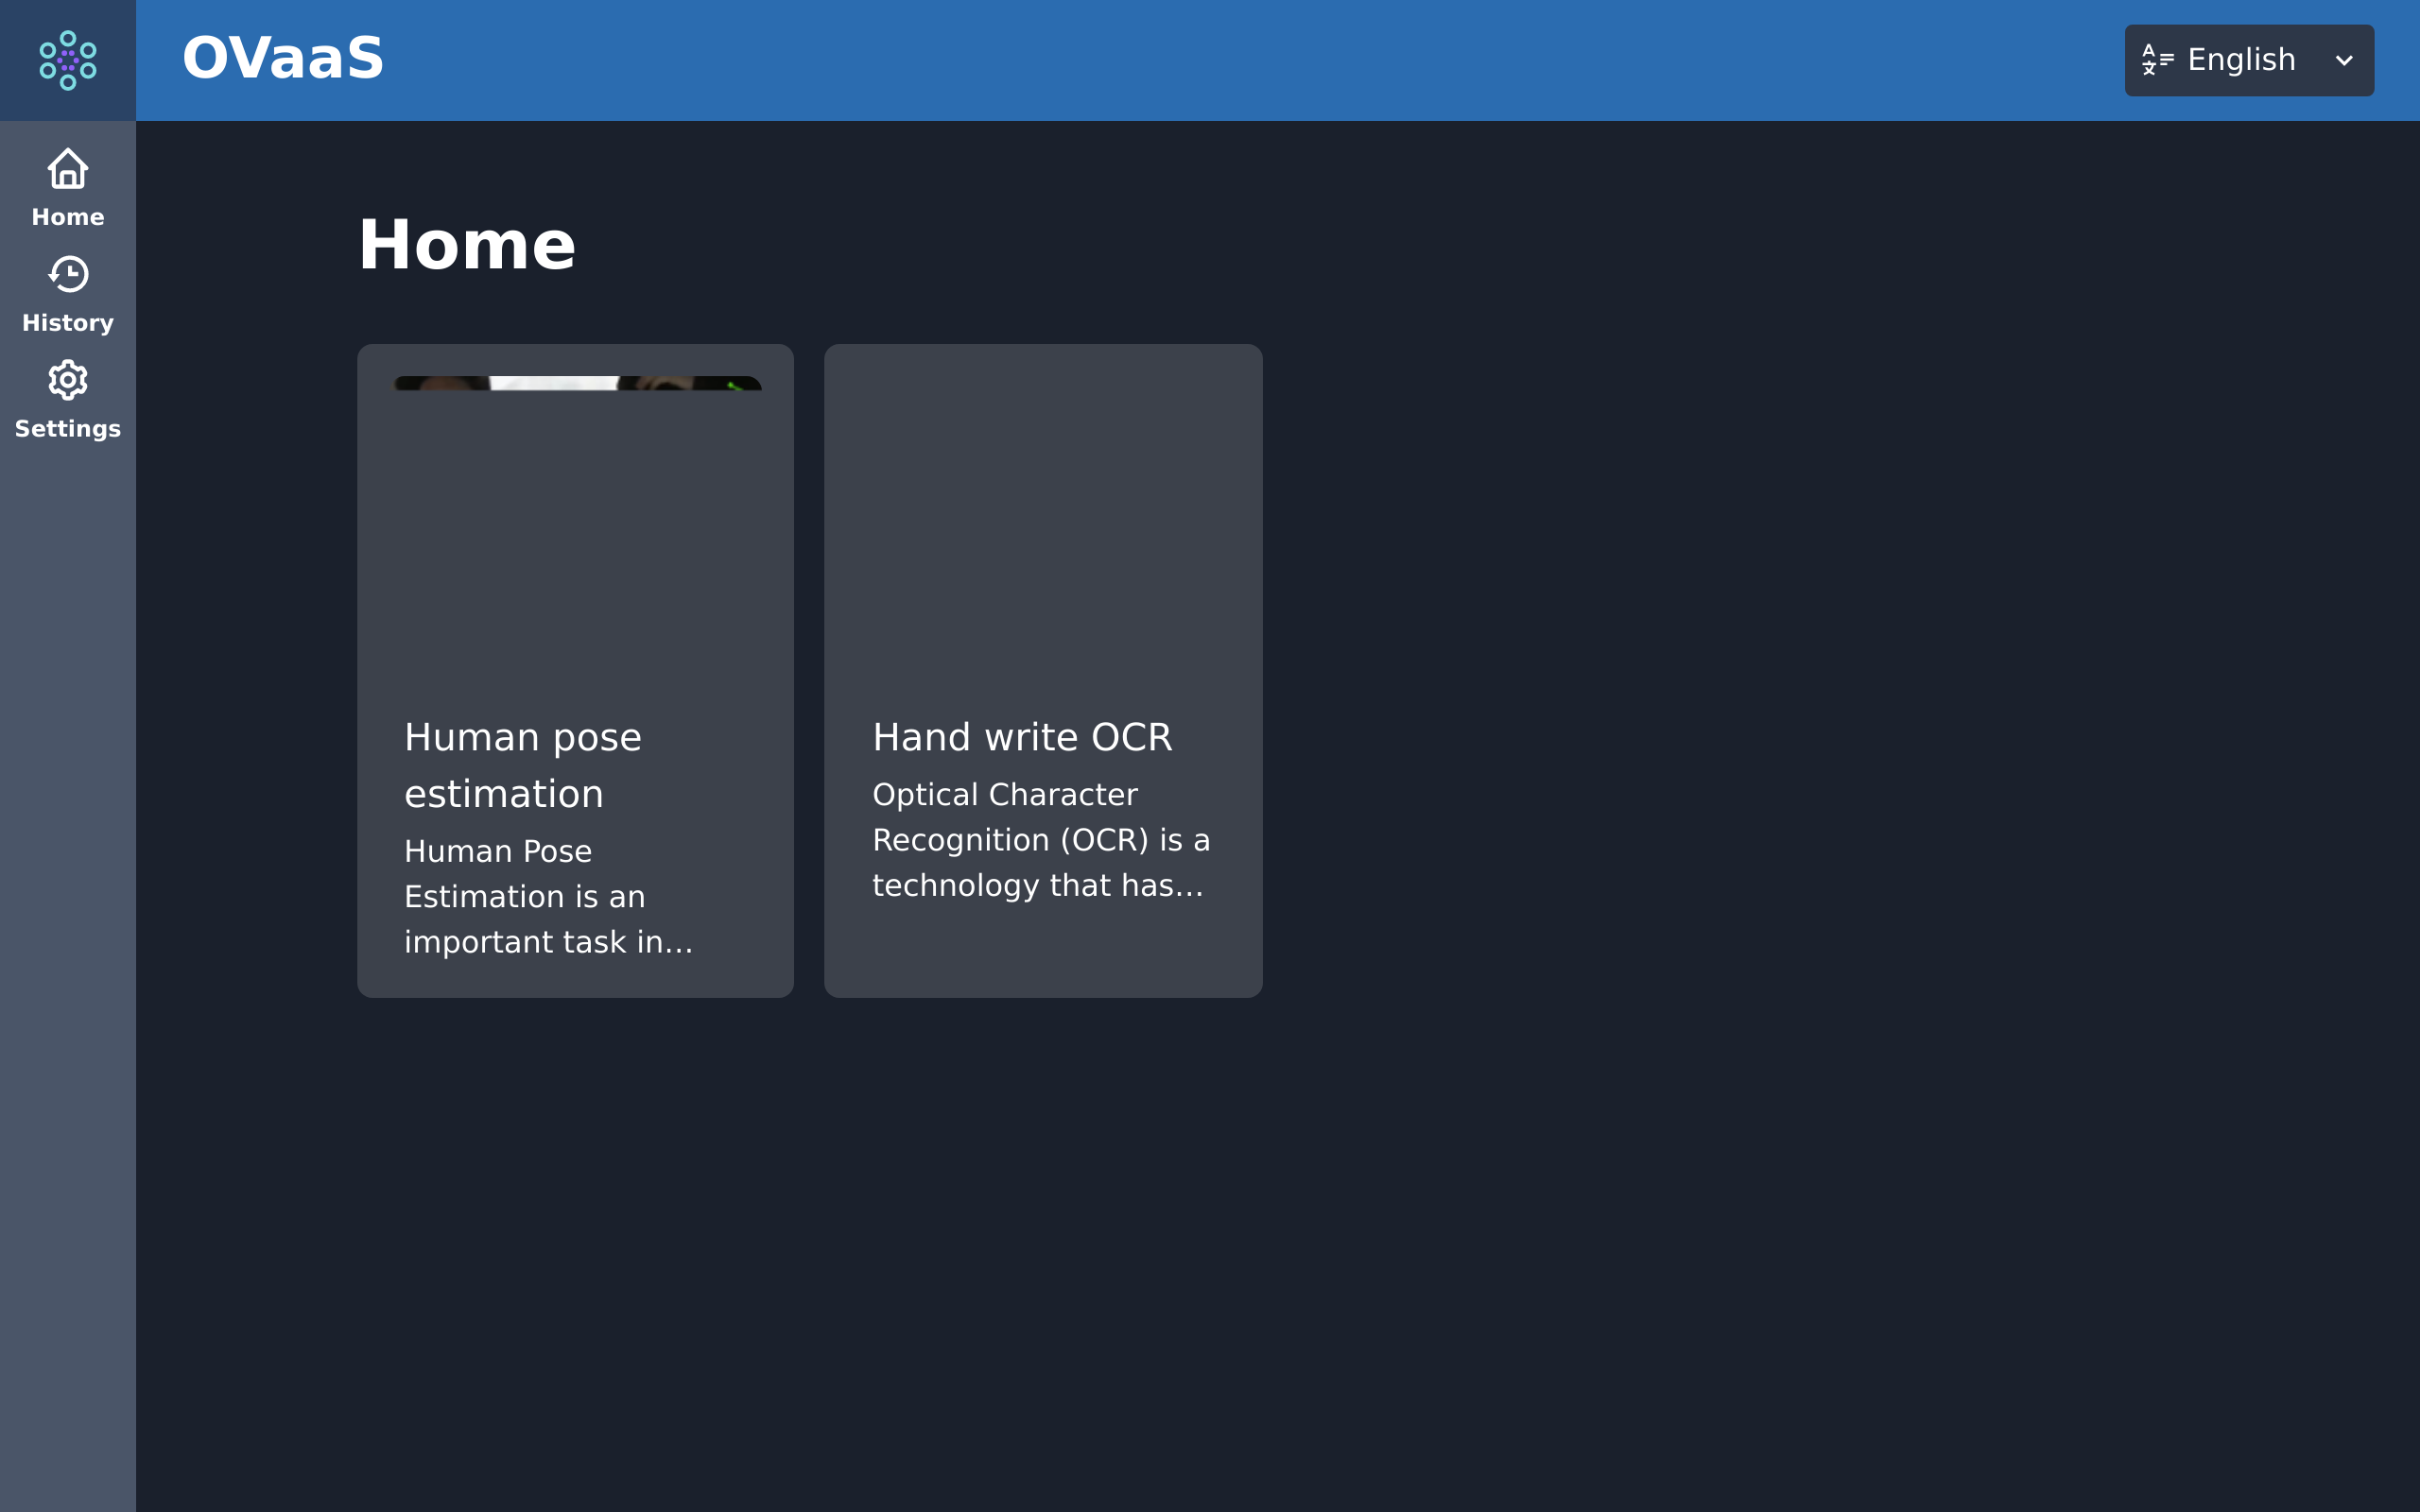 OVaaS
English
Home
History
Settings
Home
Human pose
estimation
Human Pose
Estimation is an
important task in...
Hand write OCR
Optical Character
Recognition (OCR) is a
technology that has...